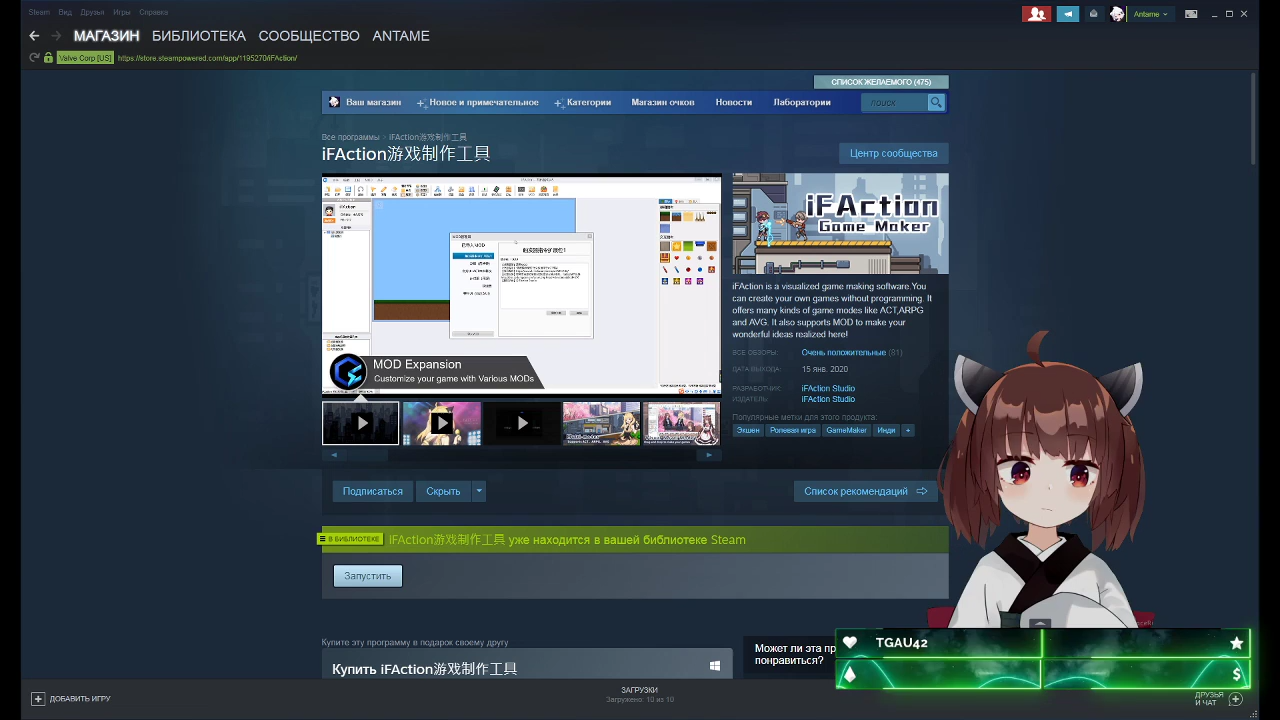 Steam Вид Друзья Игры Справка
Antame
МАГАЗИН БИБЛИОТЕКА СООБЩЕСТВО ANTAME
Valve Corp [US] https://store.steampowered.com/app/1195270/iFAction/
СПИСОК ЖЕЛАЕМОГО (475)
Ваш магазин Новое и примечательное Категории Магазин очков Новости Лаборатории поиск
Все программы > iFAction游戏制作工具
iFAction游戏制作工具
Центр сообщества
iFAction
Game Maker
MOD Expansion
Customize your game with Various MODs
iFAction is a visualized game making software.You
can create your own games without programming. It
offers many kinds of game modes like ACT,ARPG
and AVG. It also supports MOD to make your
wonderful ideas realized here!
ВСЕ ОБЗОРЫ: Очень положительные (81)
ДАТА ВЫХОДА: 15 янв. 2020
РАЗРАБОТЧИК: iFAction Studio
ИЗДАТЕЛЬ: iFAction Studio
Популярные метки для этого продукта:
Экшен Ролевая игра GameMaker Инди +
Подписаться Скрыть
Список рекомендаций
В БИБЛИОТЕКЕ iFAction游戏制作工具 уже находится в вашей библиотеке Steam
Запустить
Купите эту программу в подарок своему другу
Купить iFAction游戏制作工具
Может ли эта
понравиться?
TGAU42
$
ДОБАВИТЬ ИГРУ
ЗАГРУЗКИ
Загружено: 10 из 10
ДРУЗЬЯ
И ЧАТ